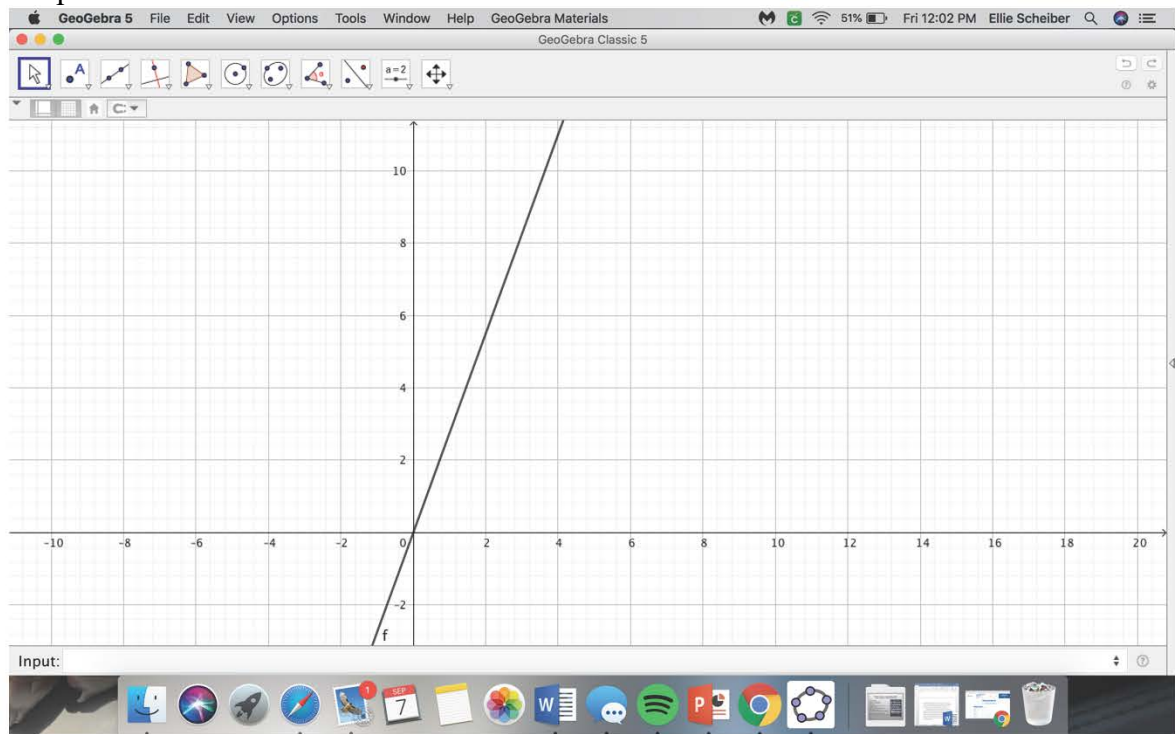 GeoGebra 5 File Edit View Options Tools Window Help GeoGebra Materials 51% Fri 12:02 PM Ellie Scheiber
GeoGebra Classic 5
A
a=2
10
8
6
4
2
-10 -8 -6 -4 -2 0 2 4 6 8 10 12 14 16 18 20
-2
f
Input:
1
SEP
7
W
P
W